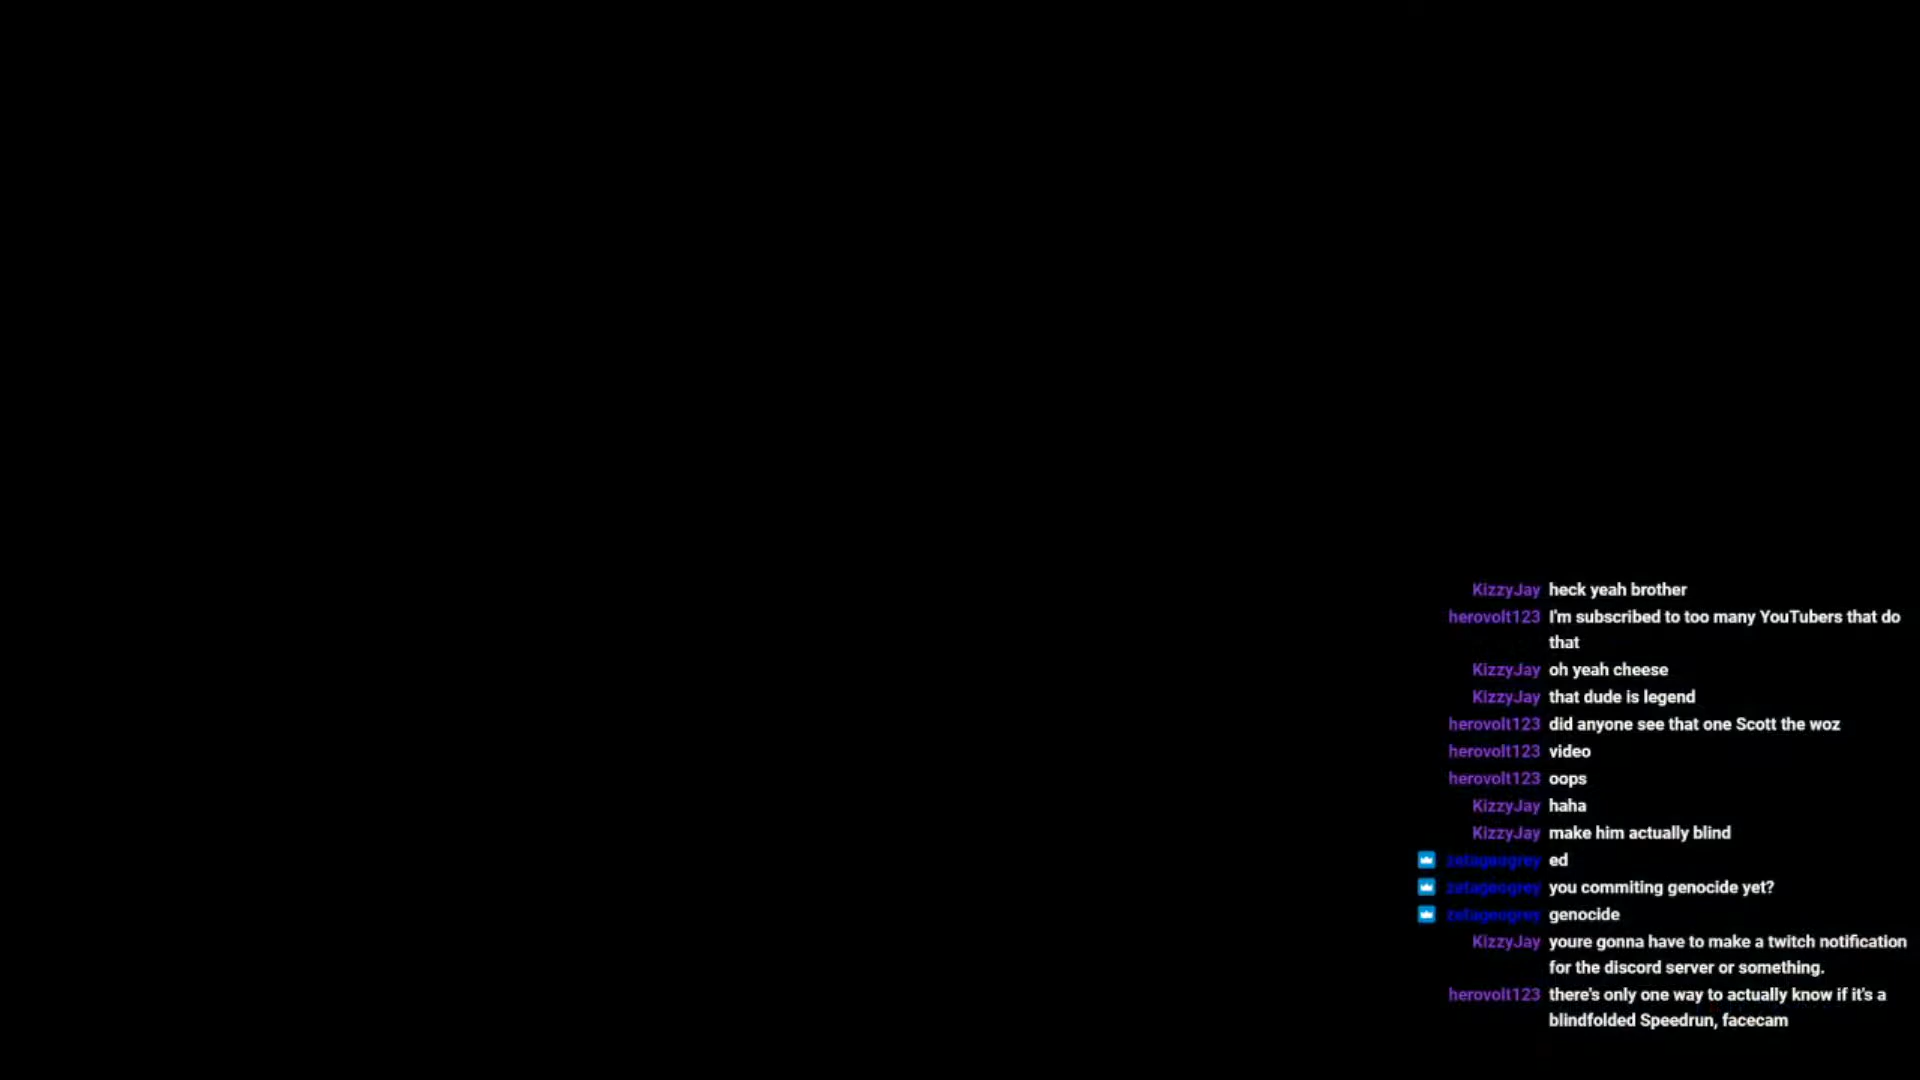 KizzyJay heck yeah brother
herovolt123 I'm subscribed to too many YouTubers that do
that
KizzyJay oh yeah cheese
KizzyJay that dude is legend
herovolt123 did anyone see that one Scott the woz
herovolt123 video
herovolt123 oops
KizzyJay haha
KizzyJay make him actually blind
ed
you commiting genocide yet?
genocide
KizzyJay youre gonna have to make a twitch notification
for the discord server or something.
herovolt123 there's only one way to actually know if it's a
blindfolded Speedrun, facecam